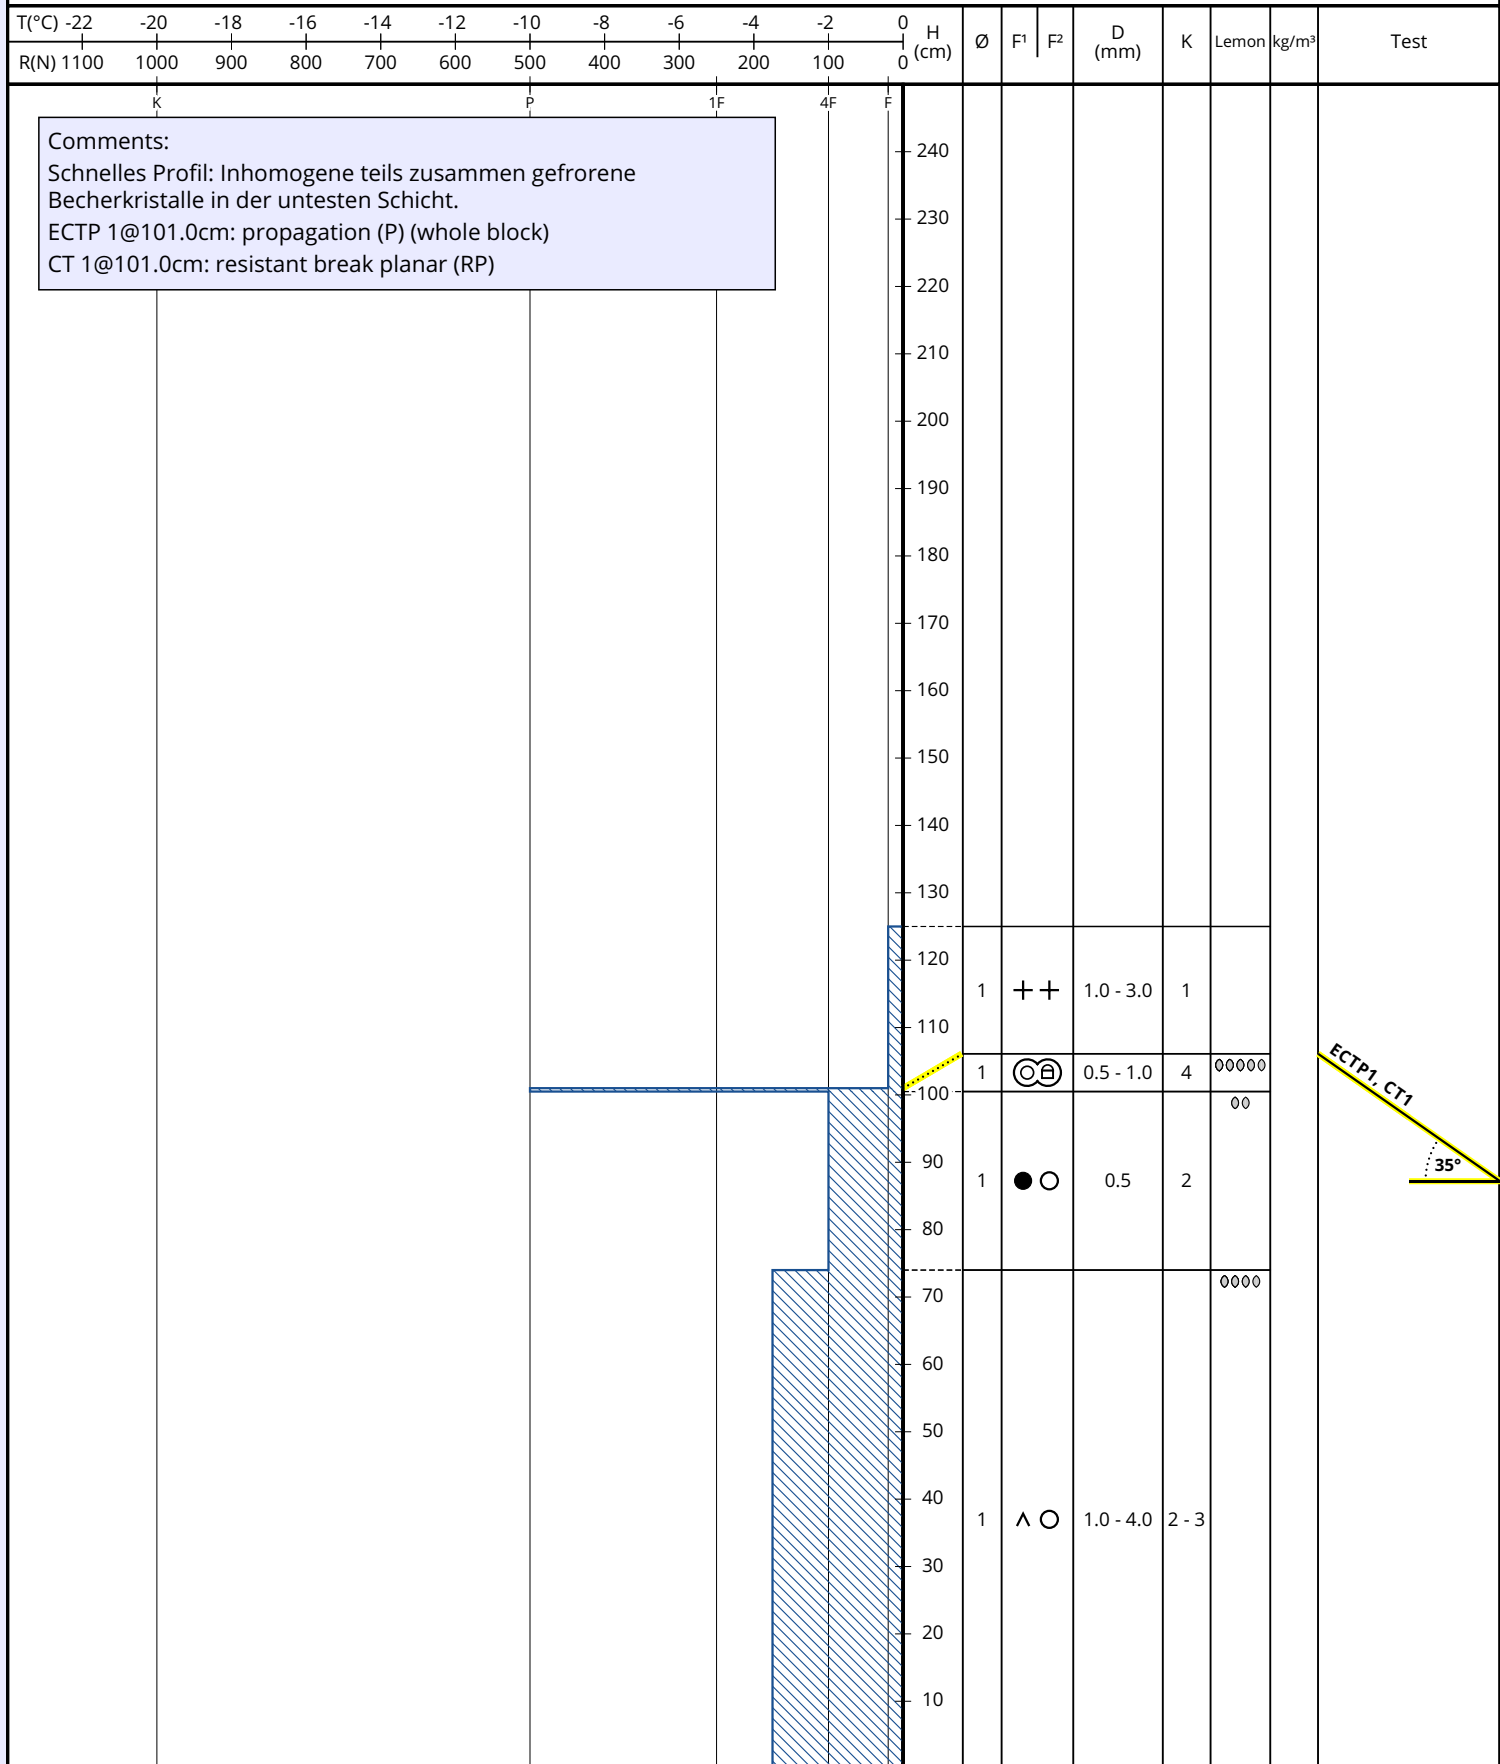 T(°C) -22 -20 -18 -16 -14 -12 -10 -8 -6 -4 -2 0
R(N) 1100 1000 900 800 700 600 500 400 300 200 100 0
H (cm) Ø F¹ F² D (mm) K Lemon kg/m³ Test
K P 1F 4F F
Comments:
Schnelles Profil: Inhomogene teils zusammen gefrorene
Becherkristalle in der untesten Schicht.
ECTP 1@101.0cm: propagation (P) (whole block)
CT 1@101.0cm: resistant break planar (RP)
240
230
220
210
200
190
180
170
160
150
140
130
120
1 1.0 - 3.0 1
110
ECTP1, CT1
1 0.5 - 1.0 4
100
90
35°
1 0.5 2
80
70
60
50
40
1 1.0 - 4.0 2 - 3
30
20
10